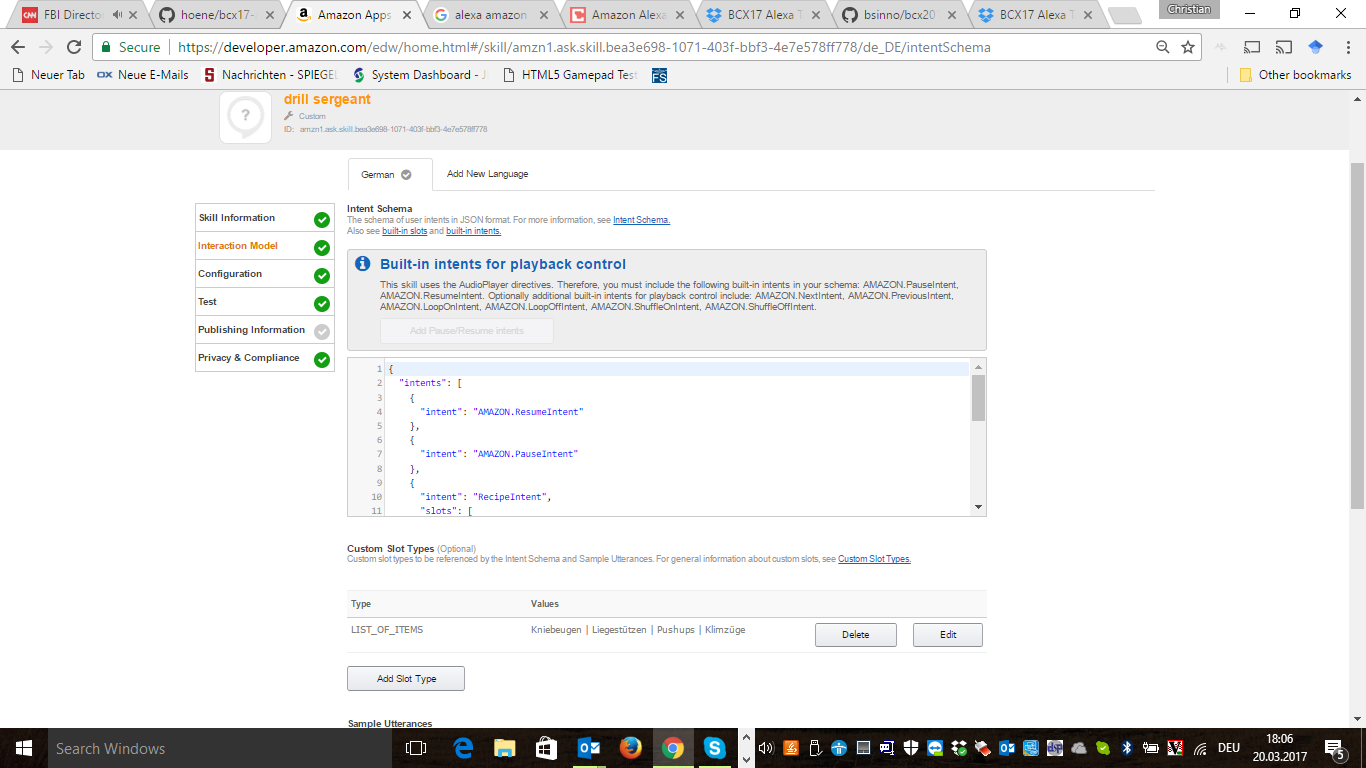 Christian
FBI Director
hoene/bcx17-
Amazon Apps
alexa amazon
Amazon Alexa
BCX17 Alexa T
bsinno/bcx20
BCX17 Alexa T
Secure
https://developer.amazon.com/edw/home.html#/skill/amzn1.ask.skill.bea3e698-1071-403f-bbf3-4e7e578ff778/de_DE/intentSchema
Neuer Tab
Neue E-Mails
Nachrichten - SPIEGEL
System Dashboard -
HTML5 Gamepad Test
Other bookmarks
drill sergeant
Custom
ID: amzn1.ask.skill.bea3e698-1071-403f-bbf3-4e7e578ff778
German
Add New Language
Skill Information
Interaction Model
Configuration
Test
Publishing Information
Privacy & Compliance
Intent Schema
The schema of user intents in JSON format. For more information, see Intent Schema.
Also see built-in slots and built-in intents.
Built-in intents for playback control
This skill uses the AudioPlayer directives. Therefore, you must include the following built-in intents in your schema: AMAZON.PauseIntent,
AMAZON.ResumeIntent. Optionally additional built-in intents for playback control include: AMAZON.NextIntent, AMAZON.PreviousIntent,
AMAZON.LoopOnIntent, AMAZON.LoopOffIntent, AMAZON.ShuffleOnIntent, AMAZON.ShuffleOffIntent.
Add Pause/Resume intents
1 {
2 "intents": [
3 {
4 "intent": "AMAZON.ResumeIntent"
5 },
6 {
7 "intent": "AMAZON.PauseIntent"
8 },
9 {
10 "intent": "RecipeIntent",
11 "slots": [
Custom Slot Types (Optional)
Custom slot types to be referenced by the Intent Schema and Sample Utterances. For general information about custom slots, see Custom Slot Types.
Type Values
LIST_OF_ITEMS Kniebeugen | Liegestützen | Pushups | Klimzüge
Delete
Edit
Add Slot Type
Sample Utterances
Search Windows
DEU
18:06
20.03.2017
5